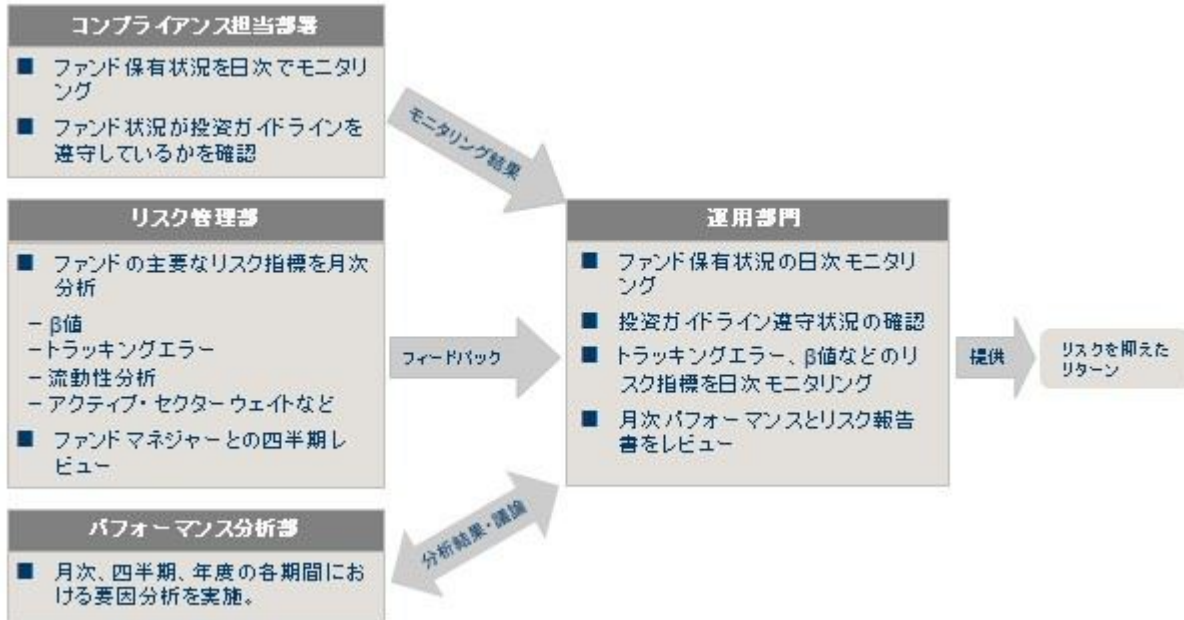 コンプライアンス担当部署
■ ファンド保有状況を日次でモニタリ
ング
■ ファンド状況が投資ガイドラインを
遵守しているかを確認
モニタリング結果
リスク管理部
■ ファンドの主要なリスク指標を月次
分析
－β値
－トラッキングエラー
－流動性分析
－アクティブ・セクターウェイトなど
■ ファンドマネジャーとの四半期レ
ビュー
フィードバック
パフォーマンス分析部
■ 月次、四半期、年度の各期間にお
ける要因分析を実施。
分析結果・議論
運用部門
■ ファンド保有状況の日次モニタリ
ング
■ 投資ガイドライン遵守状況の確認
■ トラッキングエラー、β値などのリ
スク指標を日次モニタリング
■ 月次パフォーマンスとリスク報告
書をレビュー
提供
リスクを抑えた
リターン